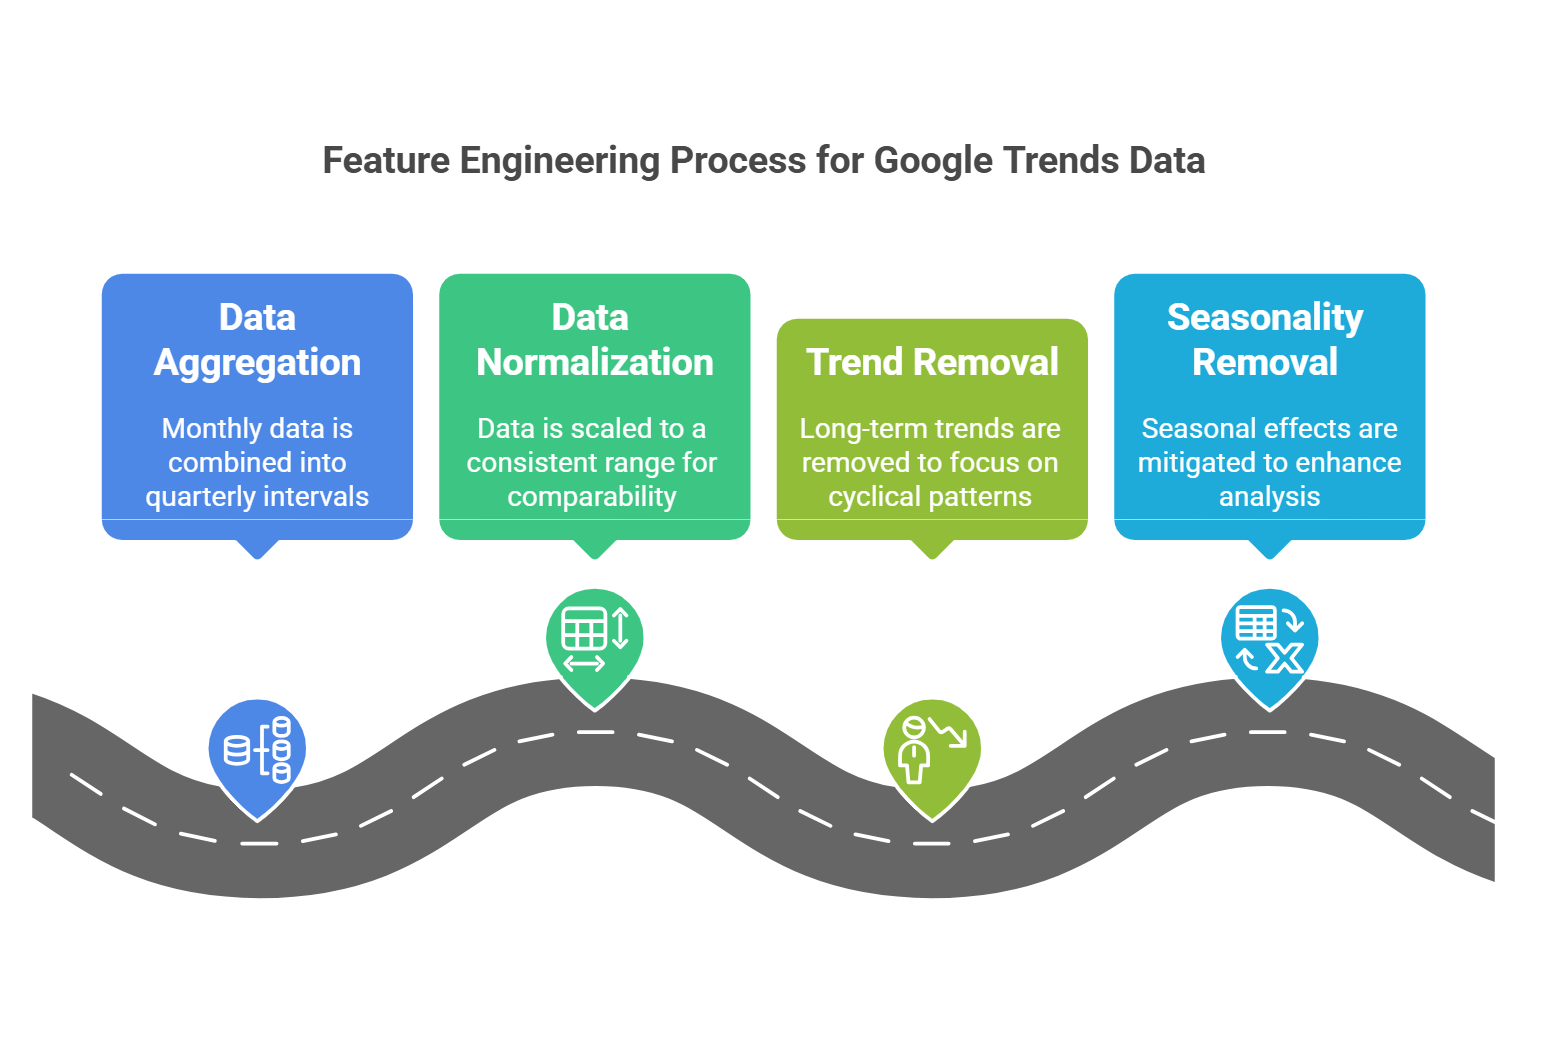 Feature Engineering Process for Google Trends Data
Data
Aggregation
Monthly data is
combined into
quarterly intervals
Data
Normalization
Data is scaled to a
consistent range for
comparability
Trend Removal
Long-term trends are
removed to focus on
cyclical patterns
Seasonality
Removal
Seasonal effects are
mitigated to enhance
analysis